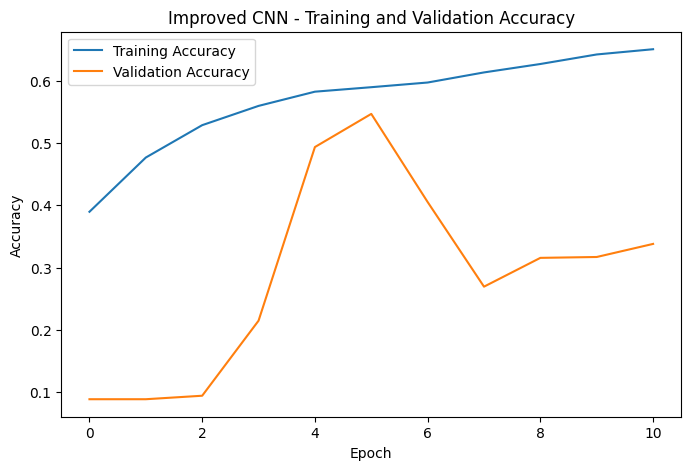 Improved CNN - Training and Validation Accuracy
Training Accuracy
Validation Accuracy
Accuracy
0.6
0.5
0.4
0.3
0.2
0.1
0 2 4 6 8 10
Epoch